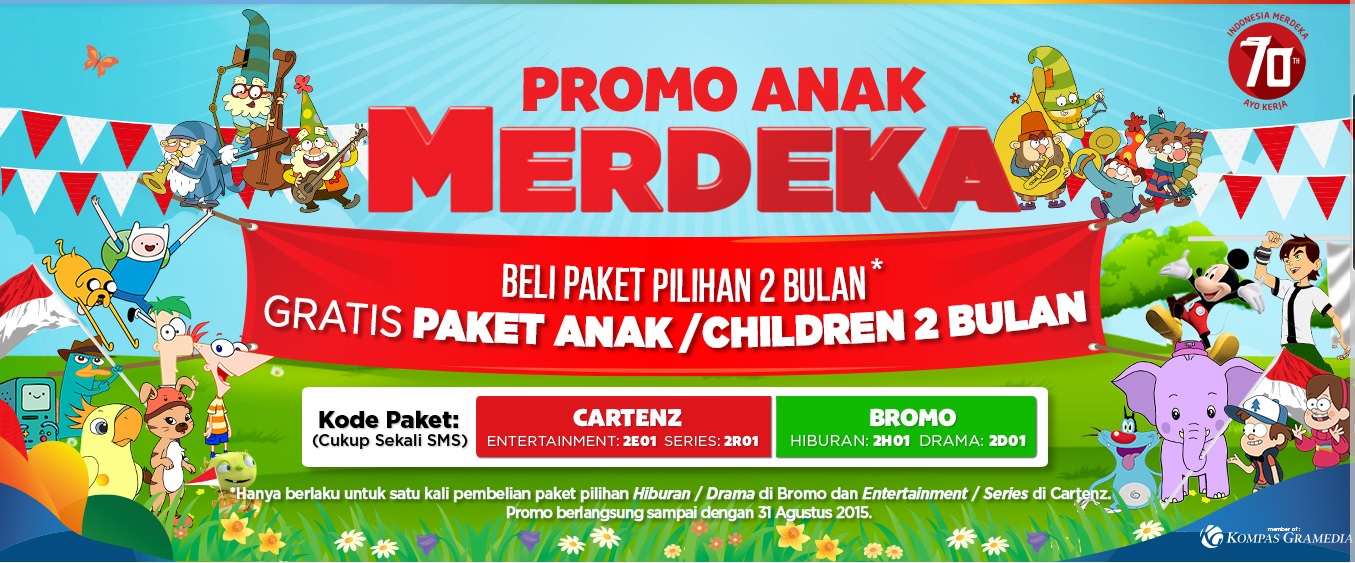 INDONESIA MERDEKA
70TH
AYO KERJA
PROMO ANAK
MERDEKA
BELI PAKET PILIHAN 2 BULAN*
GRATIS PAKET ANAK/CHILDREN 2 BULAN
Kode Paket:
(Cukup Sekali SMS)
CARTENZ
ENTERTAINMENT: 2E01 SERIES: 2R01
BROMO
HIBURAN: 2H01 DRAMA: 2D01
*Hanya berlaku untuk satu kali pembelian paket pilihan Hiburan / Drama di Bromo dan Entertainment / Series di Cartenz.
Promo berlangsung sampai dengan 31 Agustus 2015.
member of :
KOMPAS GRAMEDIA